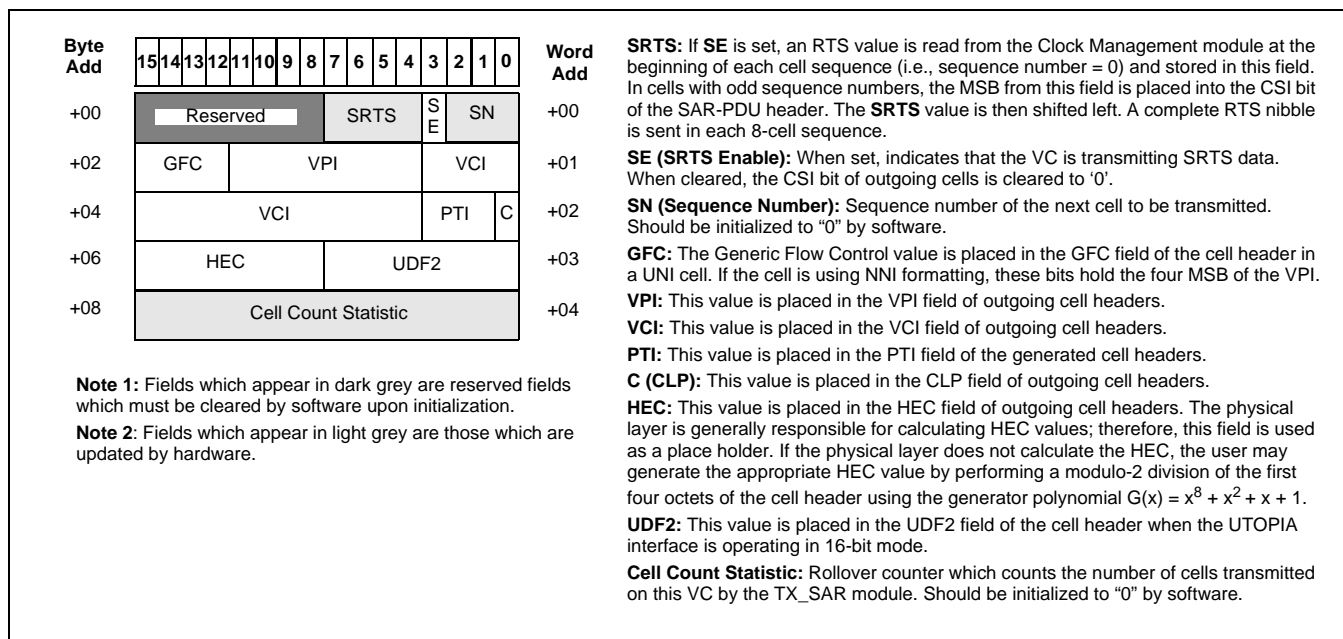 Byte Add
15 14 13 12 11 10 9 8 7 6 5 4 3 2 1 0
Word Add
+00 Reserved SRTS SE SN +00
+02 GFC VPI VCI +01
+04 VCI PTI C +02
+06 HEC UDF2 +03
+08 Cell Count Statistic +04
Note 1: Fields which appear in dark grey are reserved fields
which must be cleared by software upon initialization.
Note 2: Fields which appear in light grey are those which are
updated by hardware.
SRTS: If SE is set, an RTS value is read from the Clock Management module at the
beginning of each cell sequence (i.e., sequence number = 0) and stored in this field.
In cells with odd sequence numbers, the MSB from this field is placed into the CSI bit
of the SAR-PDU header. The SRTS value is then shifted left. A complete RTS nibble
is sent in each 8-cell sequence.
SE (SRTS Enable): When set, indicates that the VC is transmitting SRTS data.
When cleared, the CSI bit of outgoing cells is cleared to ‘0’.
SN (Sequence Number): Sequence number of the next cell to be transmitted.
Should be initialized to “0” by software.
GFC: The Generic Flow Control value is placed in the GFC field of the cell header in
a UNI cell. If the cell is using NNI formatting, these bits hold the four MSB of the VPI.
VPI: This value is placed in the VPI field of outgoing cell headers.
VCI: This value is placed in the VCI field of outgoing cell headers.
PTI: This value is placed in the PTI field of the generated cell headers.
C (CLP): This value is placed in the CLP field of outgoing cell headers.
HEC: This value is placed in the HEC field of outgoing cell headers. The physical
layer is generally responsible for calculating HEC values; therefore, this field is used
as a place holder. If the physical layer does not calculate the HEC, the user may
generate the appropriate HEC value by performing a modulo-2 division of the first
four octets of the cell header using the generator polynomial G(x) = x⁸ + x² + x + 1.
UDF2: This value is placed in the UDF2 field of the cell header when the UTOPIA
interface is operating in 16-bit mode.
Cell Count Statistic: Rollover counter which counts the number of cells transmitted
on this VC by the TX_SAR module. Should be initialized to “0” by software.